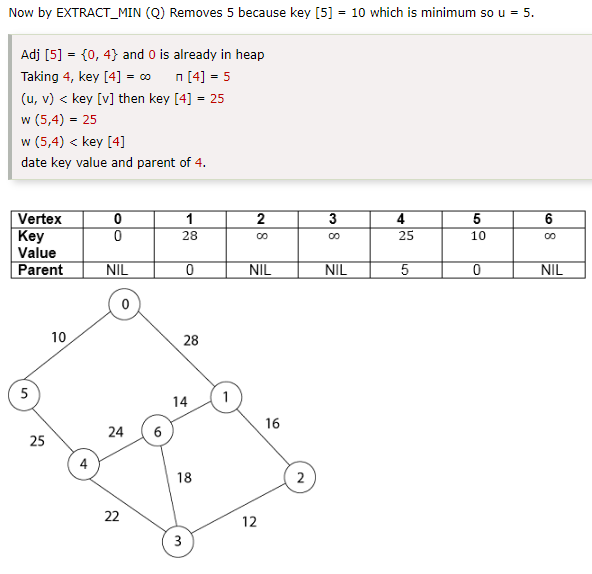 Now by EXTRACT_MIN (Q) Removes 5 because key [5] = 10 which is minimum so u = 5.
Adj [5] = {0, 4} and 0 is already in heap
Taking 4, key [4] = ∞ π [4] = 5
(u, v) < key [v] then key [4] = 25
w (5,4) = 25
w (5,4) < key [4]
date key value and parent of 4.
Vertex 0 1 2 3 4 5 6
Key Value 0 28 ∞ ∞ 25 10 ∞
Parent NIL 0 NIL NIL 5 0 NIL
0
10 28
5 14 1
24 6 16
25
4
18 2
22 12
3